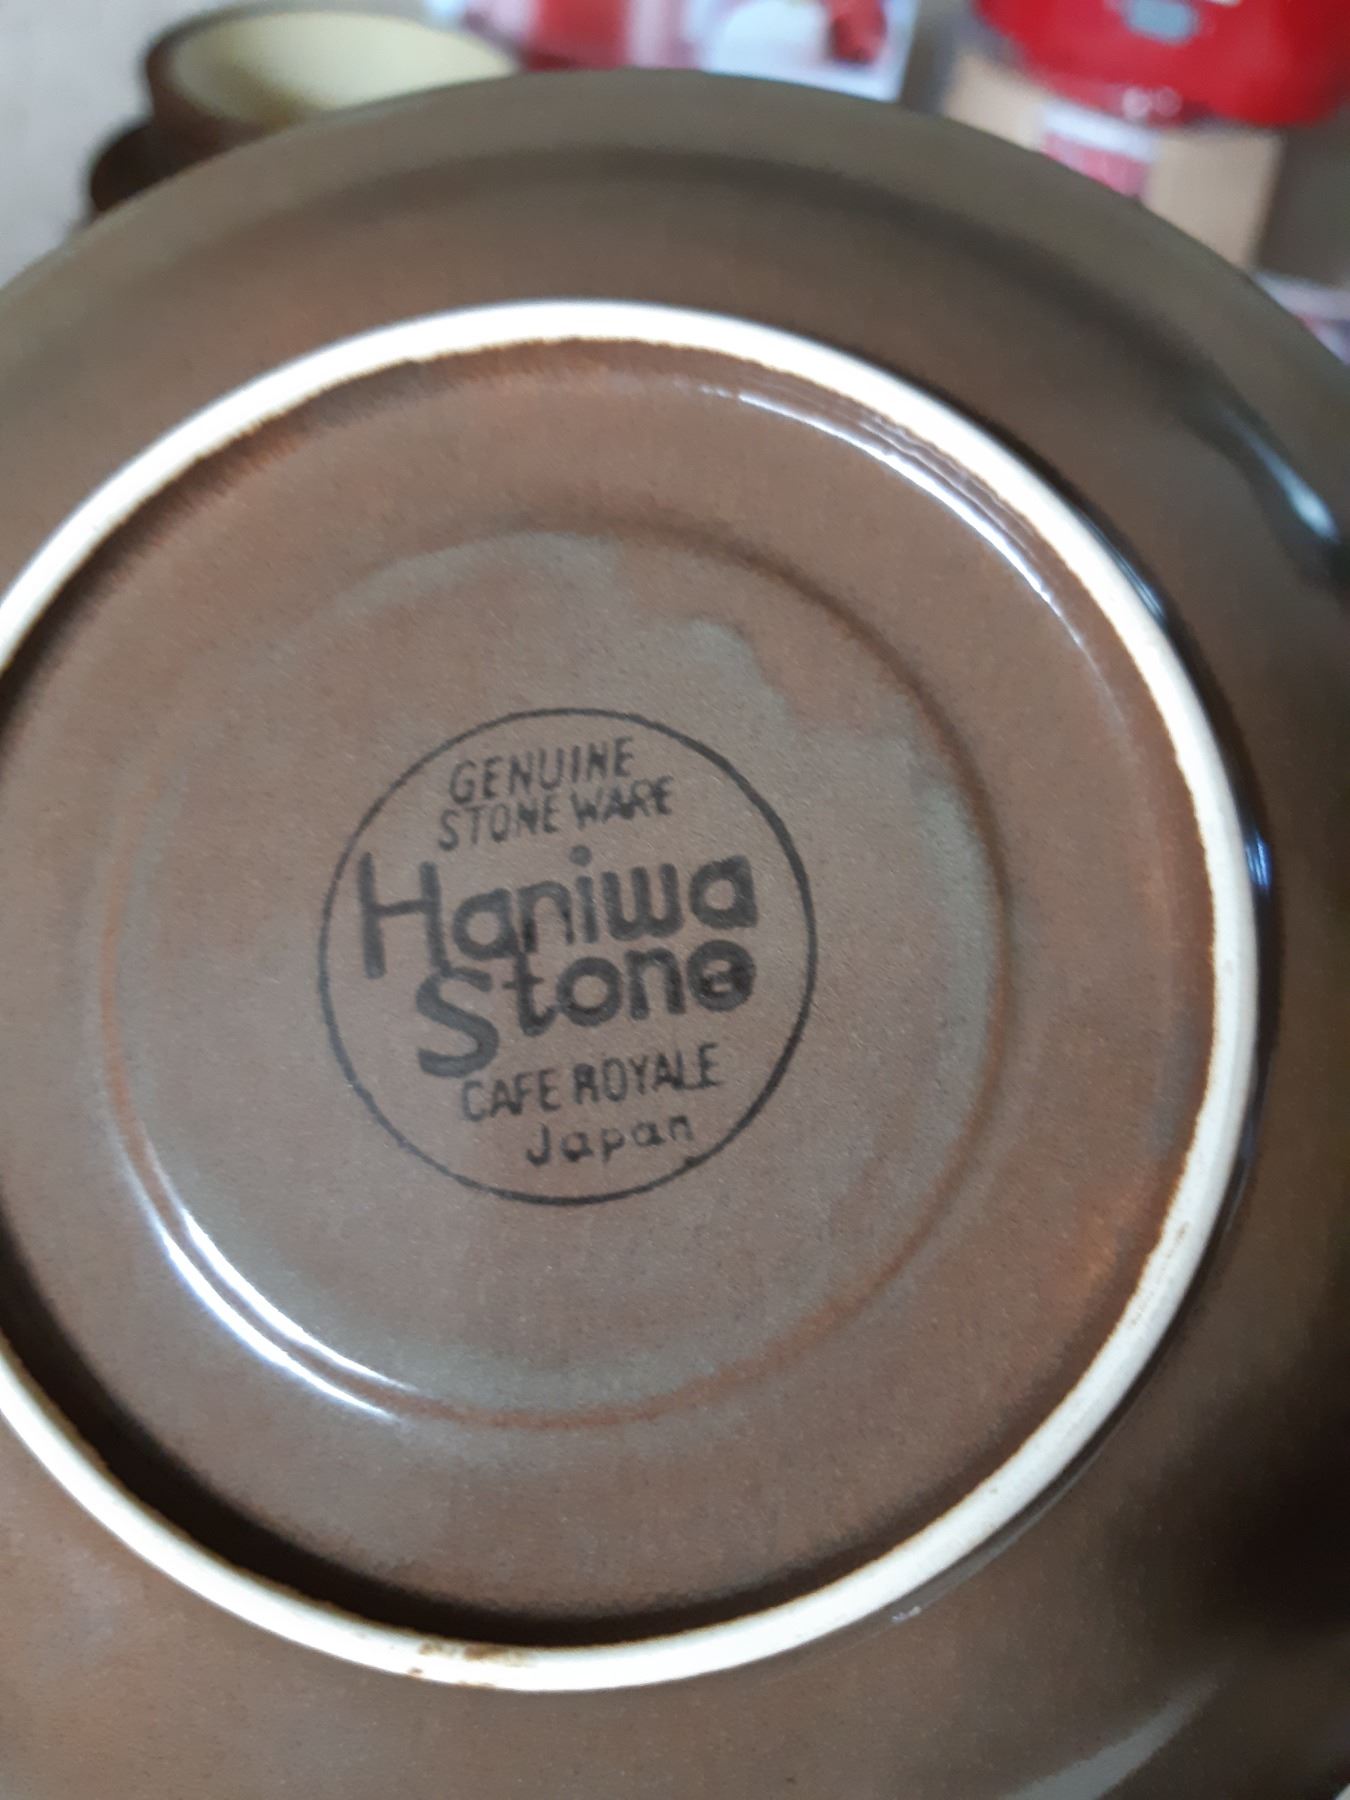 GENUINE
STONE WARE
Haniwa
Stone
CAFE ROYALE
Japan